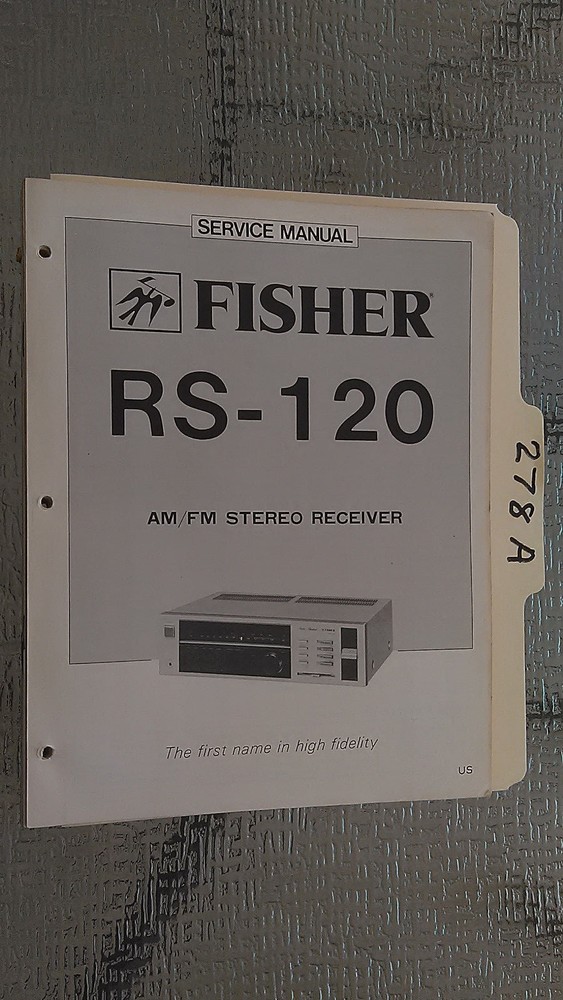 SERVICE MANUAL
FISHER
RS-120
AM/FM STEREO RECEIVER
The first name in high fidelity
US
278A